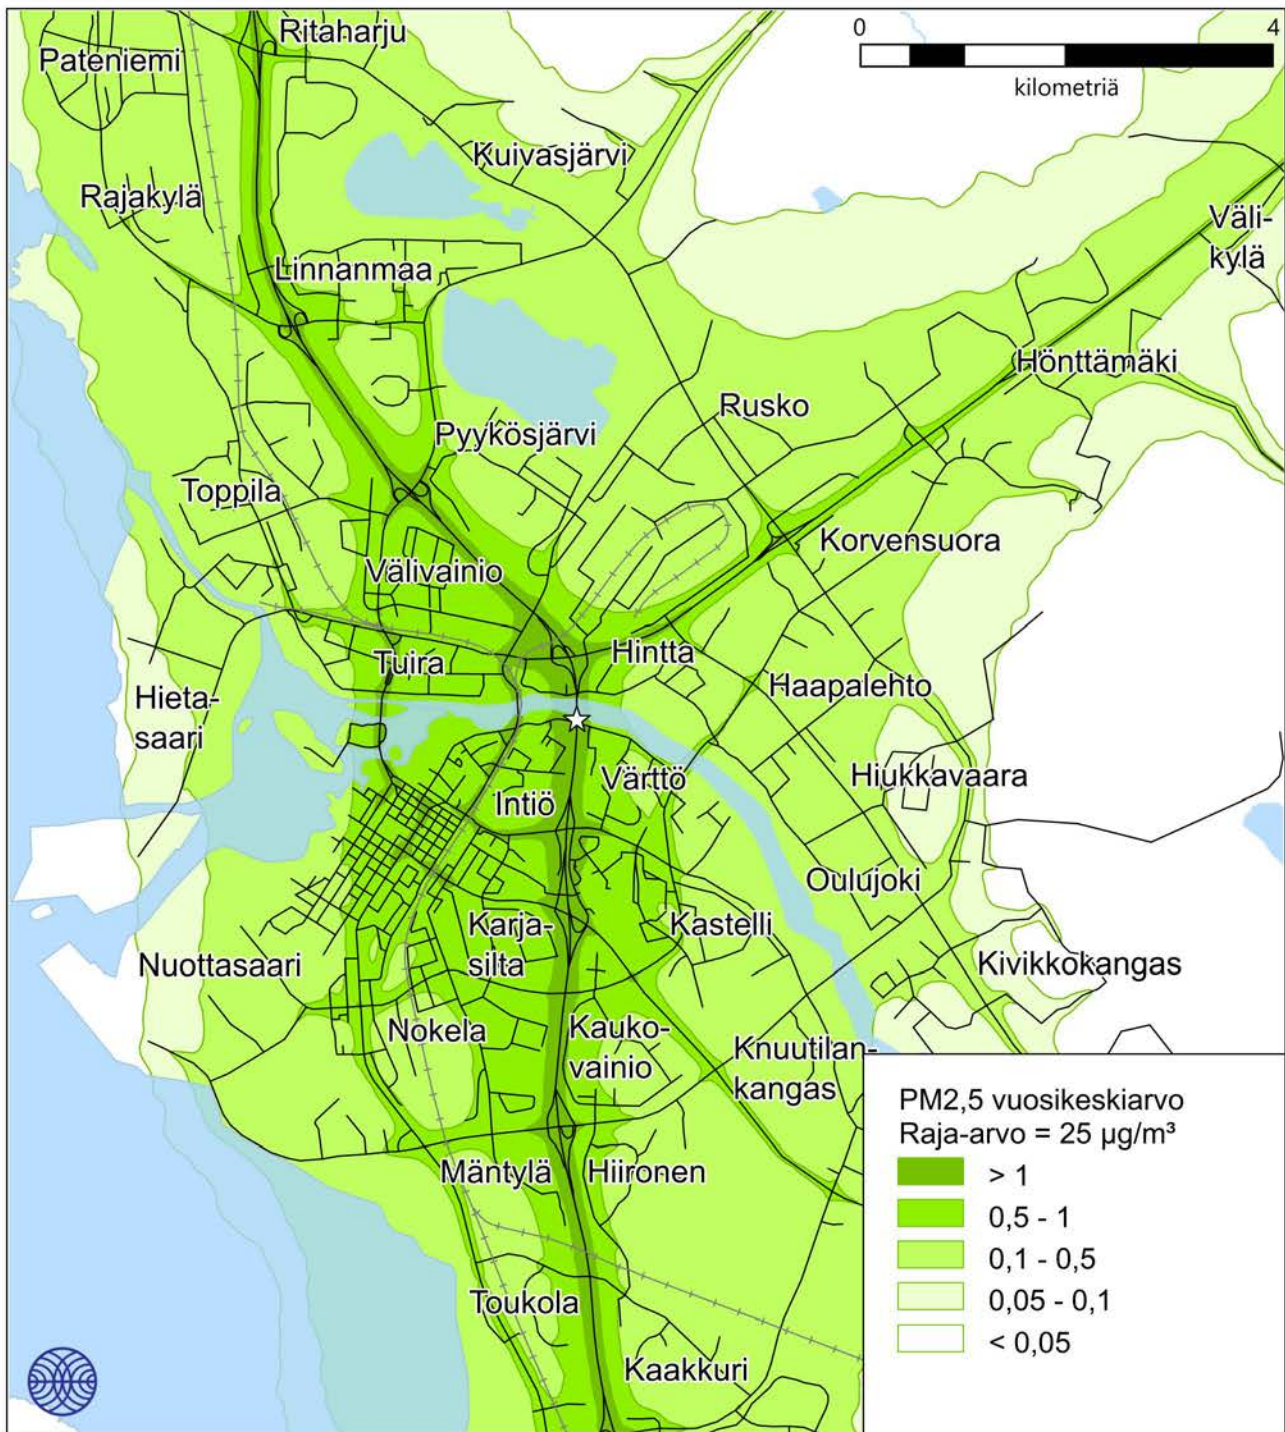 Ritaharju
0
4
Pateniemi
kilometriä
Kuivasjärvi
Rajakylä
Väli-
kylä
Linnanmaa
Hönttämäki
Rusko
Pyykösjärvi
Toppila
Korvensuora
Välivainio
Hintta
Tuira
Haapalehto
Hieta-
saari
Värttö
Hiukkavaara
Intiö
Oulujoki
Karja-
silta
Kastelli
Nuottasaari
Kivikkokangas
Nokela
Kauko-
vainio
Knuutilan-
kangas
PM2,5 vuosikeskiarvo
Raja-arvo = 25 µg/m³
> 1
0,5 - 1
0,1 - 0,5
0,05 - 0,1
< 0,05
Mäntylä
Hiironen
Toukola
Kaakkuri